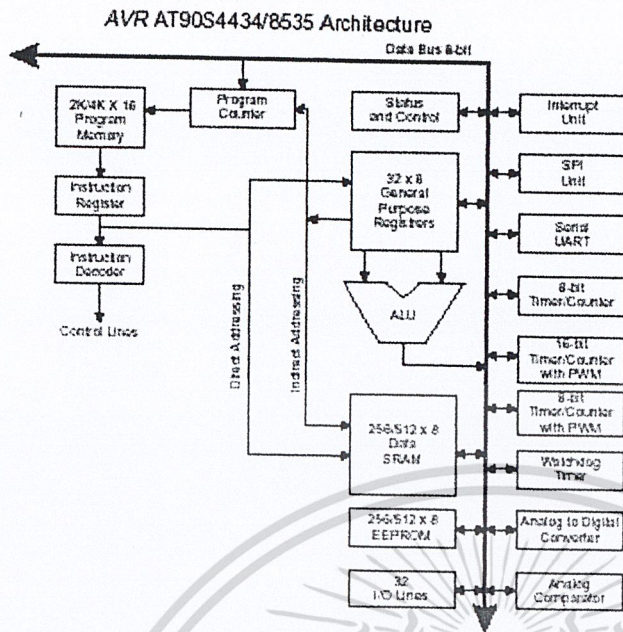 AVR AT90S4434/8535 Architecture
Data Bus 8-bit
2K/4K X 16
Program
Memory
Program
Counter
Status
and Control
Interrupt
Unit
Instruction
Register
32 x 8
General
Purpose
Registrers
SPI
Unit
Instruction
Decoder
Serial
UART
Control Lines
Direct Addressing
Indirect Addressing
ALU
8-bit
Timer/Counter
16-bit
Timer/Counter
with PWM
8-bit
Timer/Counter
with PWM
256/512 x 8
Data
SRAM
Watchdog
Timer
256/512 x 8
EEPROM
Analog to Digital
Converter
32
I/O Lines
Analog
Comparator